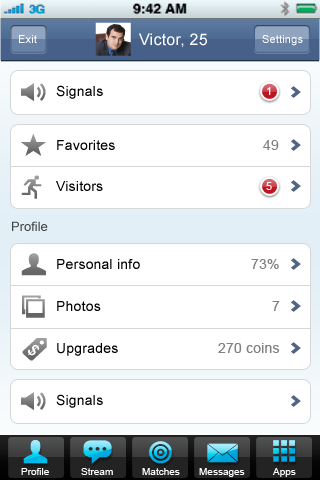 3G 9:42 AM
Exit Victor, 25 Settings
Signals 1
Favorites 49
Visitors 5
Profile
Personal info 73%
Photos 7
Upgrades 270 coins
Signals
Profile Stream Matches Messages Apps